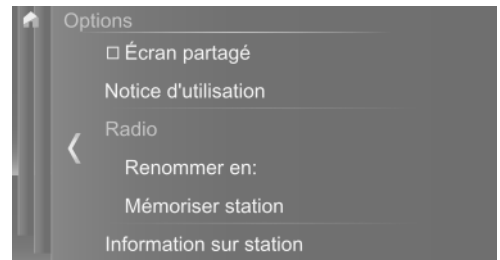 Options
Écran partagé
Notice d'utilisation
Radio
Renommer en:
Mémoriser station
Information sur station